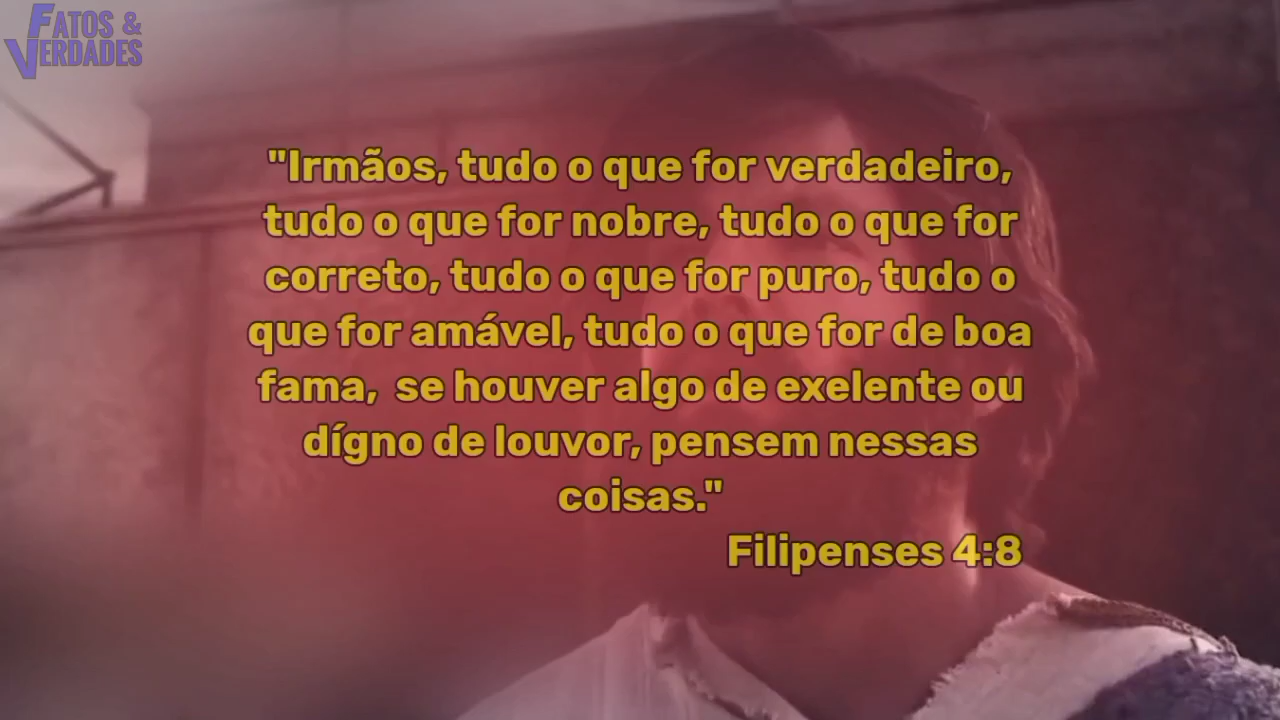 FATOS &
VERDADES
"Irmãos, tudo o que for verdadeiro,
tudo o que for nobre, tudo o que for
correto, tudo o que for puro, tudo o
que for amável, tudo o que for de boa
fama,  se houver algo de exelente ou
dígno de louvor, pensem nessas
coisas."
Filipenses 4:8